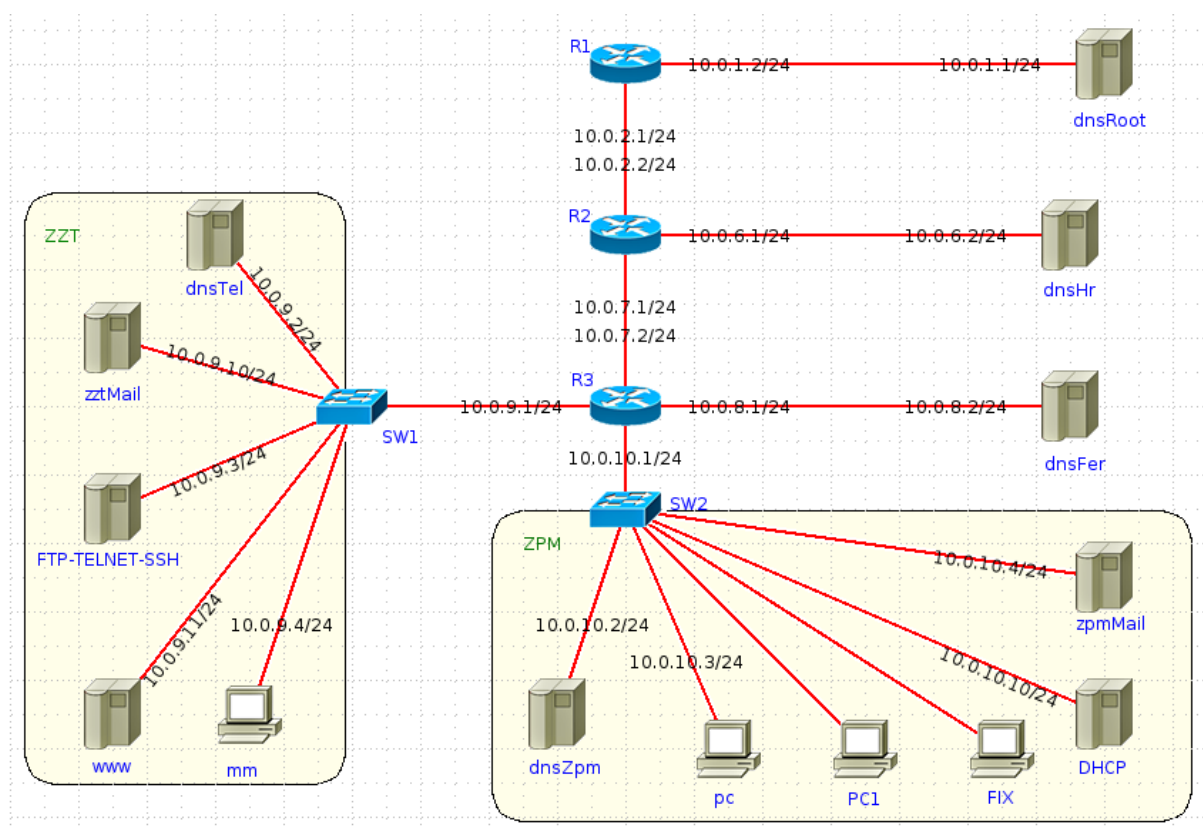 R1
10.0.1.2/24
10.0.1.1/24
dnsRoot
10.0.2.1/24
10.0.2.2/24
R2
10.0.6.1/24
10.0.6.2/24
dnsHr
10.0.7.1/24
10.0.7.2/24
R3
10.0.9.1/24
10.0.8.1/24
10.0.8.2/24
dnsFer
10.0.10.1/24
ZZT
dnsTel
10.0.9.2/24
zztMail
10.0.9.10/24
SW1
FTP-TELNET-SSH
10.0.9.3/24
www
10.0.9.11/24
mm
10.0.9.4/24
SW2
ZPM
10.0.10.4/24
zpmMail
10.0.10.2/24
10.0.10.3/24
10.0.10.10/24
dnsZpm
pc
PC1
FIX
DHCP